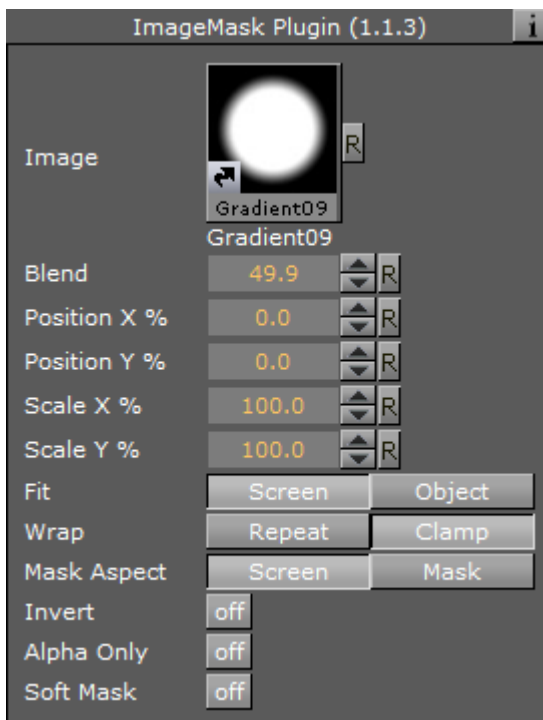 ImageMask Plugin (1.1.3) i
Image R
Gradient09
Gradient09
Blend 49.9 R
Position X % 0.0 R
Position Y % 0.0 R
Scale X % 100.0 R
Scale Y % 100.0 R
Fit Screen Object
Wrap Repeat Clamp
Mask Aspect Screen Mask
Invert off
Alpha Only off
Soft Mask off